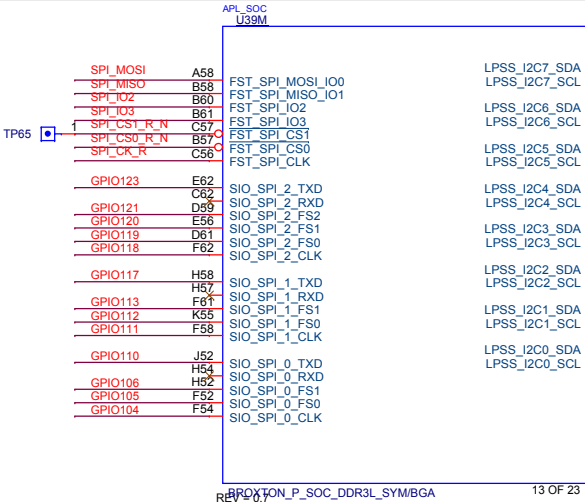 APL_SOC
U39M
SPI_MOSI A58 FST_SPI_MOSI_IO0 LPSS_I2C7_SDA
SPI_MISO B58 FST_SPI_MISO_IO1 LPSS_I2C7_SCL
SPI_IO2 B60 FST_SPI_IO2 LPSS_I2C6_SDA
SPI_IO3 B61 FST_SPI_IO3 LPSS_I2C6_SCL
TP65 1 SPI_CS1_R_N C57 FST_SPI_CS1
SPI_CS0_R_N B57 FST_SPI_CS0 LPSS_I2C5_SDA
SPI_CK_R C56 FST_SPI_CLK LPSS_I2C5_SCL
GPIO123 E62 SIO_SPI_2_TXD LPSS_I2C4_SDA
C62 SIO_SPI_2_RXD LPSS_I2C4_SCL
GPIO121 D59 SIO_SPI_2_FS2
GPIO120 E56 SIO_SPI_2_FS1 LPSS_I2C3_SDA
GPIO119 D61 SIO_SPI_2_FS0 LPSS_I2C3_SCL
GPIO118 F62 SIO_SPI_2_CLK
LPSS_I2C2_SDA
GPIO117 H58 SIO_SPI_1_TXD LPSS_I2C2_SCL
H57 SIO_SPI_1_RXD
GPIO113 F61 SIO_SPI_1_FS1 LPSS_I2C1_SDA
GPIO112 K55 SIO_SPI_1_FS0 LPSS_I2C1_SCL
GPIO111 F58 SIO_SPI_1_CLK
LPSS_I2C0_SDA
GPIO110 J52 SIO_SPI_0_TXD LPSS_I2C0_SCL
H54 SIO_SPI_0_RXD
GPIO106 H52 SIO_SPI_0_FS1
GPIO105 F52 SIO_SPI_0_FS0
GPIO104 F54 SIO_SPI_0_CLK
BROXTON_P_SOC_DDR3L_SYM/BGA 13 OF 23
REV = 0.7